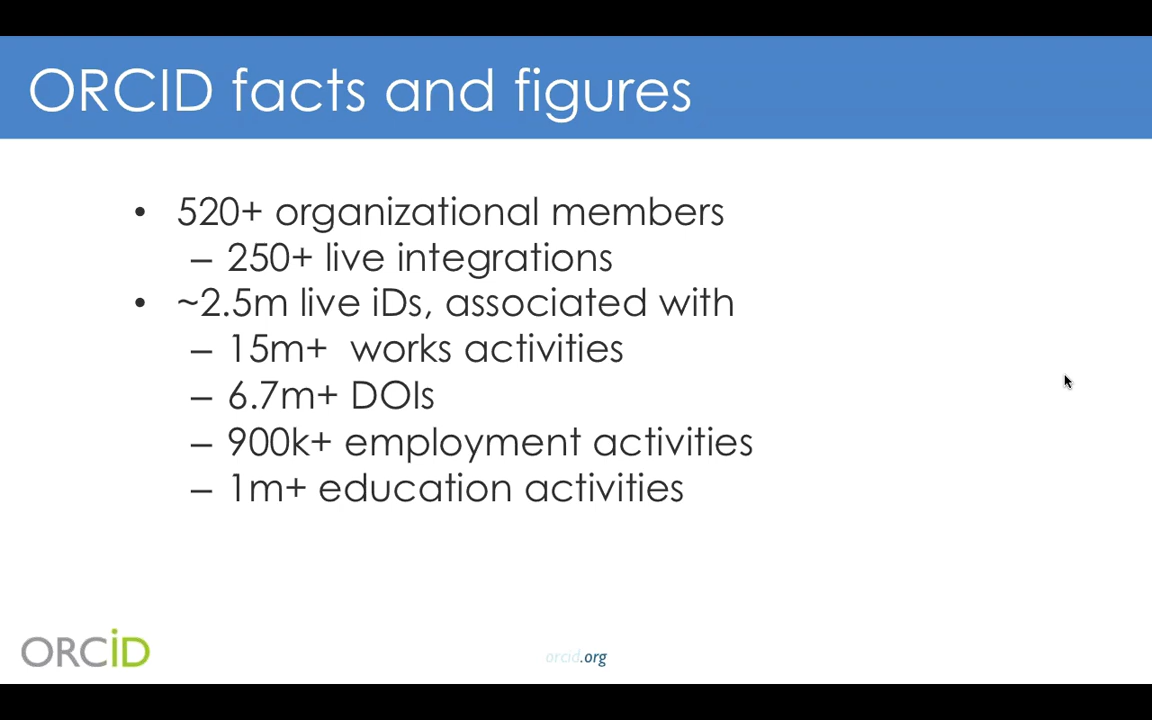 ORCID facts and figures
• 520+ organizational members
– 250+ live integrations
• ~2.5m live iDs, associated with
– 15m+  works activities
– 6.7m+ DOIs
– 900k+ employment activities
– 1m+ education activities
ORCiD
orcid.org